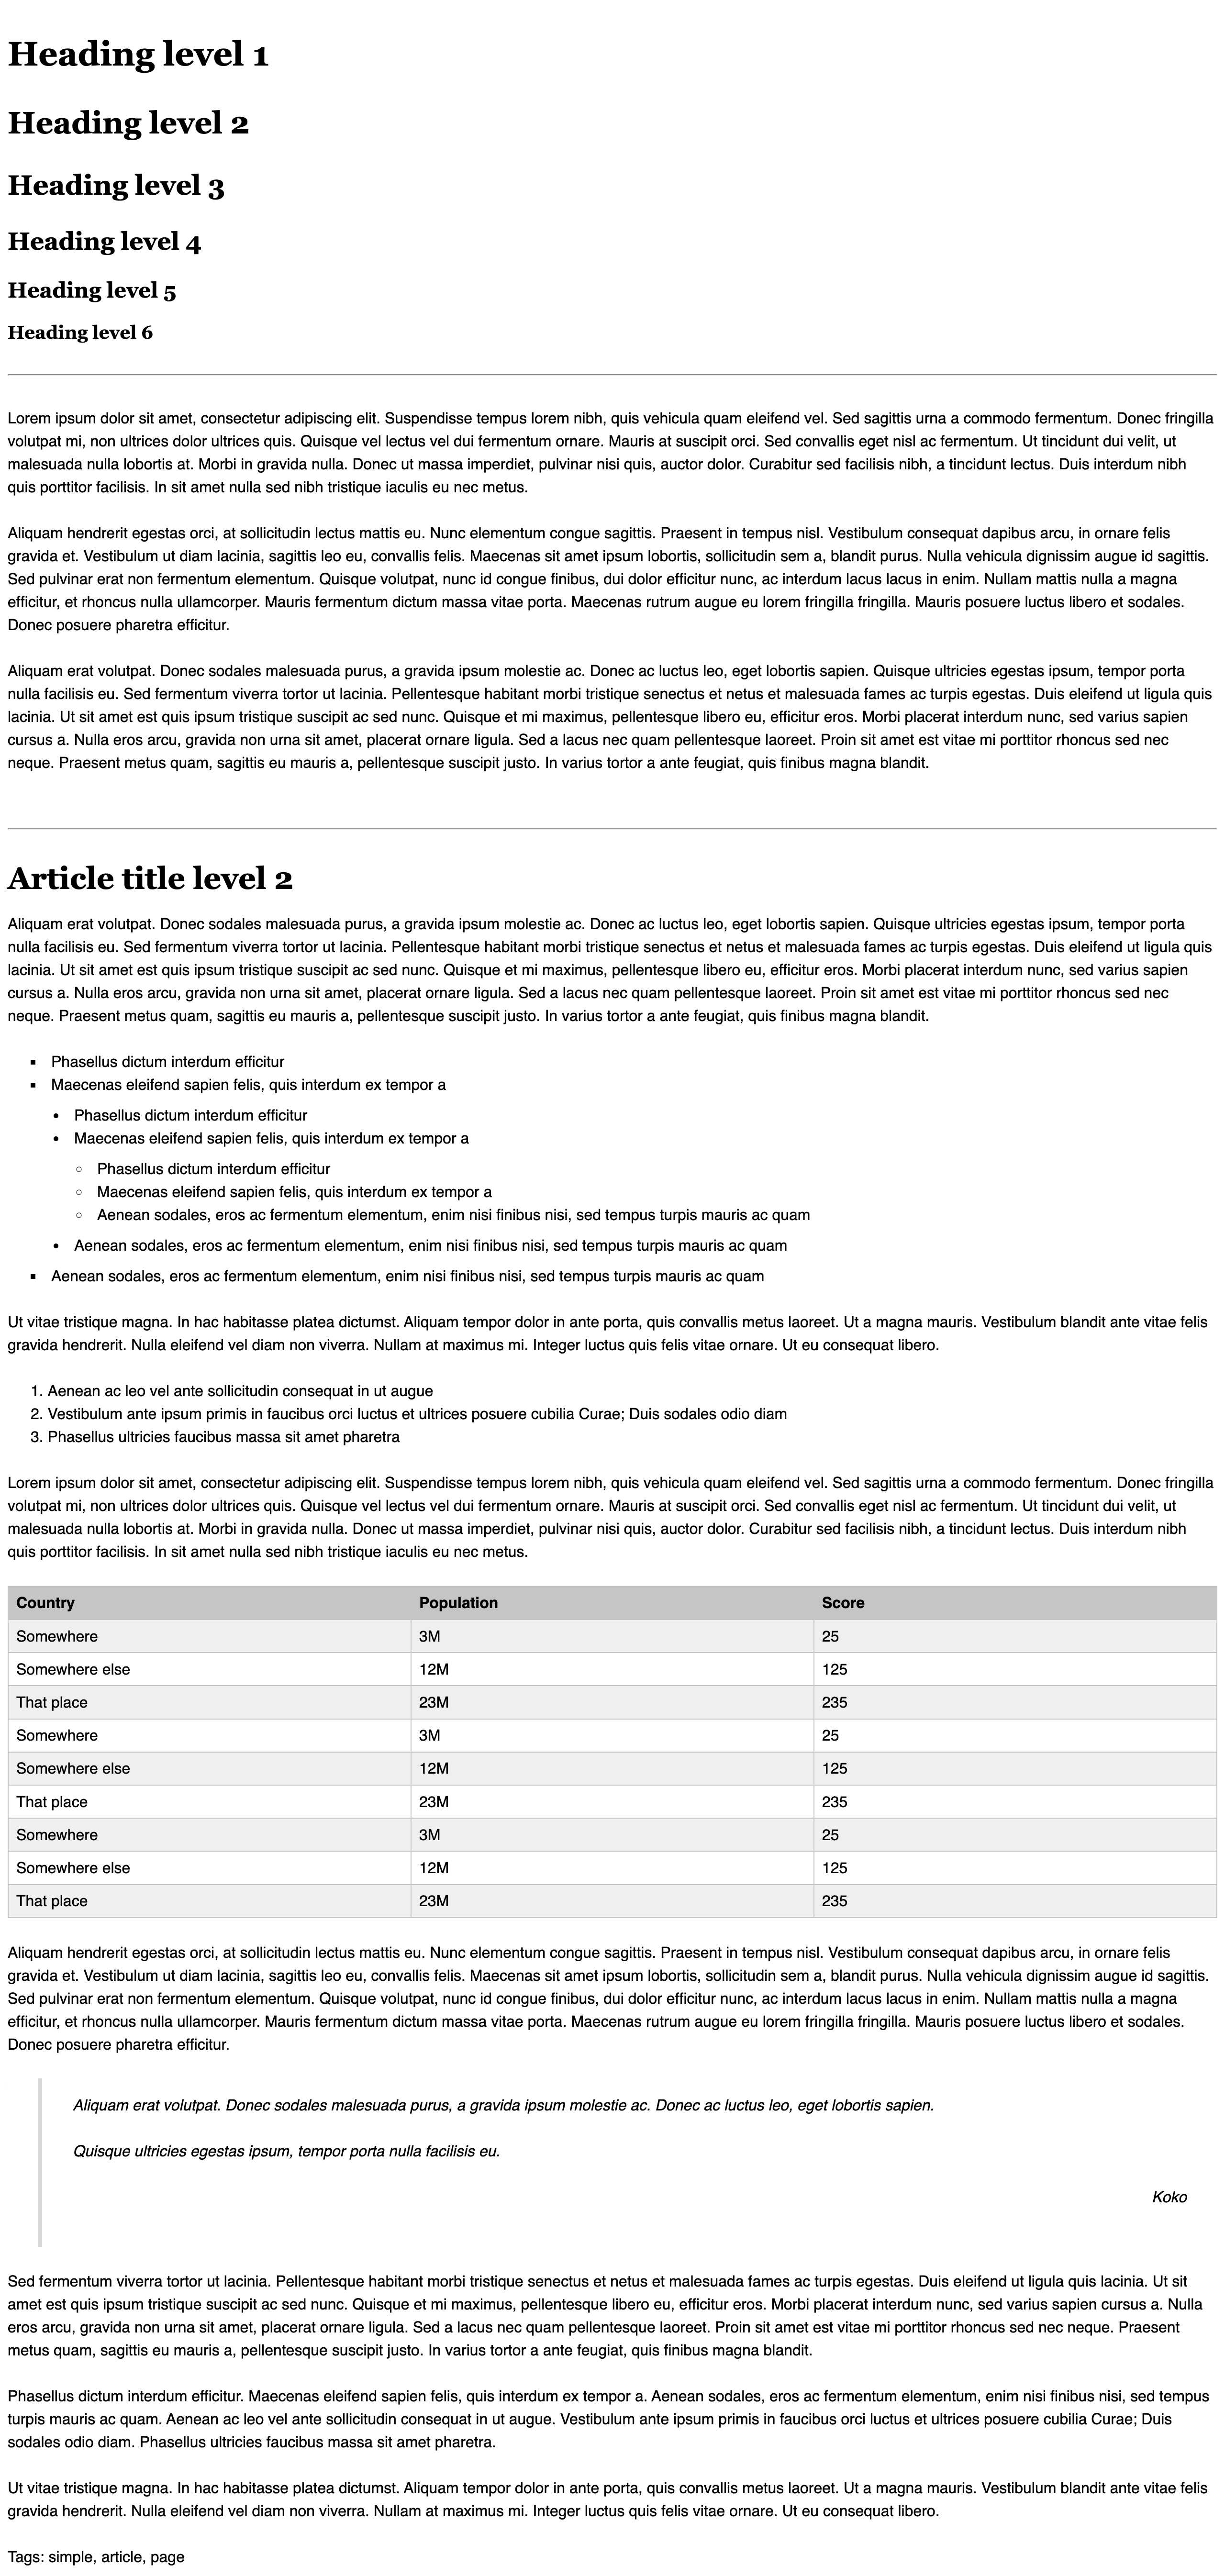 Heading level 1
Heading level 2
Heading level 3
Heading level 4
Heading level 5
Heading level 6
Lorem ipsum dolor sit amet, consectetur adipiscing elit. Suspendisse tempus lorem nibh, quis vehicula quam eleifend vel. Sed sagittis urna a commodo fermentum. Donec fringilla
volutpat mi, non ultrices dolor ultrices quis. Quisque vel lectus vel dui fermentum ornare. Mauris at suscipit orci. Sed convallis eget nisl ac fermentum. Ut tincidunt dui velit, ut
malesuada nulla lobortis at. Morbi in gravida nulla. Donec ut massa imperdiet, pulvinar nisi quis, auctor dolor. Curabitur sed facilisis nibh, a tincidunt lectus. Duis interdum nibh
quis porttitor facilisis. In sit amet nulla sed nibh tristique iaculis eu nec metus.
Aliquam hendrerit egestas orci, at sollicitudin lectus mattis eu. Nunc elementum congue sagittis. Praesent in tempus nisl. Vestibulum consequat dapibus arcu, in ornare felis
gravida et. Vestibulum ut diam lacinia, sagittis leo eu, convallis felis. Maecenas sit amet ipsum lobortis, sollicitudin sem a, blandit purus. Nulla vehicula dignissim augue id sagittis.
Sed pulvinar erat non fermentum elementum. Quisque volutpat, nunc id congue finibus, dui dolor efficitur nunc, ac interdum lacus lacus in enim. Nullam mattis nulla a magna
efficitur, et rhoncus nulla ullamcorper. Mauris fermentum dictum massa vitae porta. Maecenas rutrum augue eu lorem fringilla fringilla. Mauris posuere luctus libero et sodales.
Donec posuere pharetra efficitur.
Aliquam erat volutpat. Donec sodales malesuada purus, a gravida ipsum molestie ac. Donec ac luctus leo, eget lobortis sapien. Quisque ultricies egestas ipsum, tempor porta
nulla facilisis eu. Sed fermentum viverra tortor ut lacinia. Pellentesque habitant morbi tristique senectus et netus et malesuada fames ac turpis egestas. Duis eleifend ut ligula quis
lacinia. Ut sit amet est quis ipsum tristique suscipit ac sed nunc. Quisque et mi maximus, pellentesque libero eu, efficitur eros. Morbi placerat interdum nunc, sed varius sapien
cursus a. Nulla eros arcu, gravida non urna sit amet, placerat ornare ligula. Sed a lacus nec quam pellentesque laoreet. Proin sit amet est vitae mi porttitor rhoncus sed nec
neque. Praesent metus quam, sagittis eu mauris a, pellentesque suscipit justo. In varius tortor a ante feugiat, quis finibus magna blandit.
Article title level 2
Aliquam erat volutpat. Donec sodales malesuada purus, a gravida ipsum molestie ac. Donec ac luctus leo, eget lobortis sapien. Quisque ultricies egestas ipsum, tempor porta
nulla facilisis eu. Sed fermentum viverra tortor ut lacinia. Pellentesque habitant morbi tristique senectus et netus et malesuada fames ac turpis egestas. Duis eleifend ut ligula quis
lacinia. Ut sit amet est quis ipsum tristique suscipit ac sed nunc. Quisque et mi maximus, pellentesque libero eu, efficitur eros. Morbi placerat interdum nunc, sed varius sapien
cursus a. Nulla eros arcu, gravida non urna sit amet, placerat ornare ligula. Sed a lacus nec quam pellentesque laoreet. Proin sit amet est vitae mi porttitor rhoncus sed nec
neque. Praesent metus quam, sagittis eu mauris a, pellentesque suscipit justo. In varius tortor a ante feugiat, quis finibus magna blandit.
▪ Phasellus dictum interdum efficitur
▪ Maecenas eleifend sapien felis, quis interdum ex tempor a
• Phasellus dictum interdum efficitur
• Maecenas eleifend sapien felis, quis interdum ex tempor a
◦ Phasellus dictum interdum efficitur
◦ Maecenas eleifend sapien felis, quis interdum ex tempor a
◦ Aenean sodales, eros ac fermentum elementum, enim nisi finibus nisi, sed tempus turpis mauris ac quam
• Aenean sodales, eros ac fermentum elementum, enim nisi finibus nisi, sed tempus turpis mauris ac quam
▪ Aenean sodales, eros ac fermentum elementum, enim nisi finibus nisi, sed tempus turpis mauris ac quam
Ut vitae tristique magna. In hac habitasse platea dictumst. Aliquam tempor dolor in ante porta, quis convallis metus laoreet. Ut a magna mauris. Vestibulum blandit ante vitae felis
gravida hendrerit. Nulla eleifend vel diam non viverra. Nullam at maximus mi. Integer luctus quis felis vitae ornare. Ut eu consequat libero.
1. Aenean ac leo vel ante sollicitudin consequat in ut augue
2. Vestibulum ante ipsum primis in faucibus orci luctus et ultrices posuere cubilia Curae; Duis sodales odio diam
3. Phasellus ultricies faucibus massa sit amet pharetra
Lorem ipsum dolor sit amet, consectetur adipiscing elit. Suspendisse tempus lorem nibh, quis vehicula quam eleifend vel. Sed sagittis urna a commodo fermentum. Donec fringilla
volutpat mi, non ultrices dolor ultrices quis. Quisque vel lectus vel dui fermentum ornare. Mauris at suscipit orci. Sed convallis eget nisl ac fermentum. Ut tincidunt dui velit, ut
malesuada nulla lobortis at. Morbi in gravida nulla. Donec ut massa imperdiet, pulvinar nisi quis, auctor dolor. Curabitur sed facilisis nibh, a tincidunt lectus. Duis interdum nibh
quis porttitor facilisis. In sit amet nulla sed nibh tristique iaculis eu nec metus.
Country Population Score
Somewhere 3M 25
Somewhere else 12M 125
That place 23M 235
Somewhere 3M 25
Somewhere else 12M 125
That place 23M 235
Somewhere 3M 25
Somewhere else 12M 125
That place 23M 235
Aliquam hendrerit egestas orci, at sollicitudin lectus mattis eu. Nunc elementum congue sagittis. Praesent in tempus nisl. Vestibulum consequat dapibus arcu, in ornare felis
gravida et. Vestibulum ut diam lacinia, sagittis leo eu, convallis felis. Maecenas sit amet ipsum lobortis, sollicitudin sem a, blandit purus. Nulla vehicula dignissim augue id sagittis.
Sed pulvinar erat non fermentum elementum. Quisque volutpat, nunc id congue finibus, dui dolor efficitur nunc, ac interdum lacus lacus in enim. Nullam mattis nulla a magna
efficitur, et rhoncus nulla ullamcorper. Mauris fermentum dictum massa vitae porta. Maecenas rutrum augue eu lorem fringilla fringilla. Mauris posuere luctus libero et sodales.
Donec posuere pharetra efficitur.
Aliquam erat volutpat. Donec sodales malesuada purus, a gravida ipsum molestie ac. Donec ac luctus leo, eget lobortis sapien.
Quisque ultricies egestas ipsum, tempor porta nulla facilisis eu.
Koko
Sed fermentum viverra tortor ut lacinia. Pellentesque habitant morbi tristique senectus et netus et malesuada fames ac turpis egestas. Duis eleifend ut ligula quis lacinia. Ut sit
amet est quis ipsum tristique suscipit ac sed nunc. Quisque et mi maximus, pellentesque libero eu, efficitur eros. Morbi placerat interdum nunc, sed varius sapien cursus a. Nulla
eros arcu, gravida non urna sit amet, placerat ornare ligula. Sed a lacus nec quam pellentesque laoreet. Proin sit amet est vitae mi porttitor rhoncus sed nec neque. Praesent
metus quam, sagittis eu mauris a, pellentesque suscipit justo. In varius tortor a ante feugiat, quis finibus magna blandit.
Phasellus dictum interdum efficitur. Maecenas eleifend sapien felis, quis interdum ex tempor a. Aenean sodales, eros ac fermentum elementum, enim nisi finibus nisi, sed tempus
turpis mauris ac quam. Aenean ac leo vel ante sollicitudin consequat in ut augue. Vestibulum ante ipsum primis in faucibus orci luctus et ultrices posuere cubilia Curae; Duis
sodales odio diam. Phasellus ultricies faucibus massa sit amet pharetra.
Ut vitae tristique magna. In hac habitasse platea dictumst. Aliquam tempor dolor in ante porta, quis convallis metus laoreet. Ut a magna mauris. Vestibulum blandit ante vitae felis
gravida hendrerit. Nulla eleifend vel diam non viverra. Nullam at maximus mi. Integer luctus quis felis vitae ornare. Ut eu consequat libero.
Tags: simple, article, page